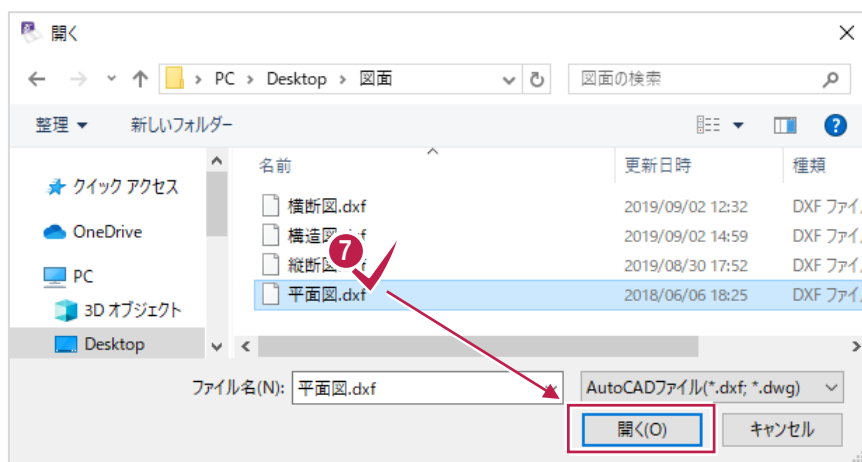 開く
PC > Desktop > 図面
図面の検索
整理
新しいフォルダー
名前
更新日時
種類
クイック アクセス
OneDrive
PC
3D オブジェクト
Desktop
横断図.dxf 2019/09/02 12:32 DXF ファイ
構造図 2019/09/02 14:59 DXF ファイ
縦断図 2019/08/30 17:52 DXF ファイ
平面図.dxf 2018/06/06 18:25 DXF ファイ
7
ファイル名(N): 平面図.dxf
AutoCADファイル(*.dxf; *.dwg)
開く(O)
キャンセル